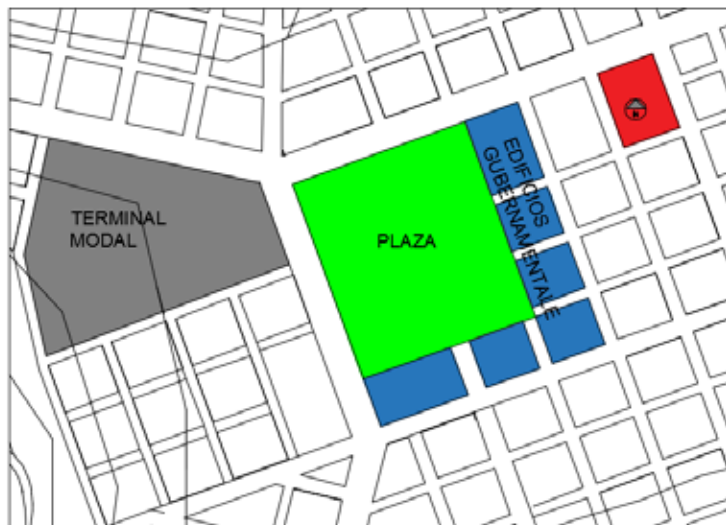 TERMINAL
MODAL
PLAZA
EDIFICIOS
GUBERNAMENTALE